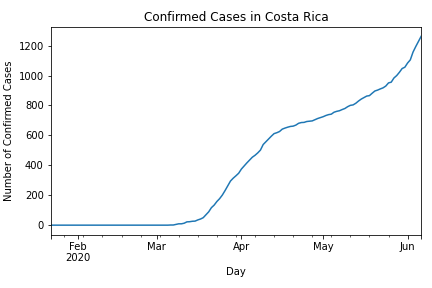 Confirmed Cases in Costa Rica
Number of Confirmed Cases
1200
1000
800
600
400
200
0
Feb
2020
Mar
Apr
May
Jun
Day